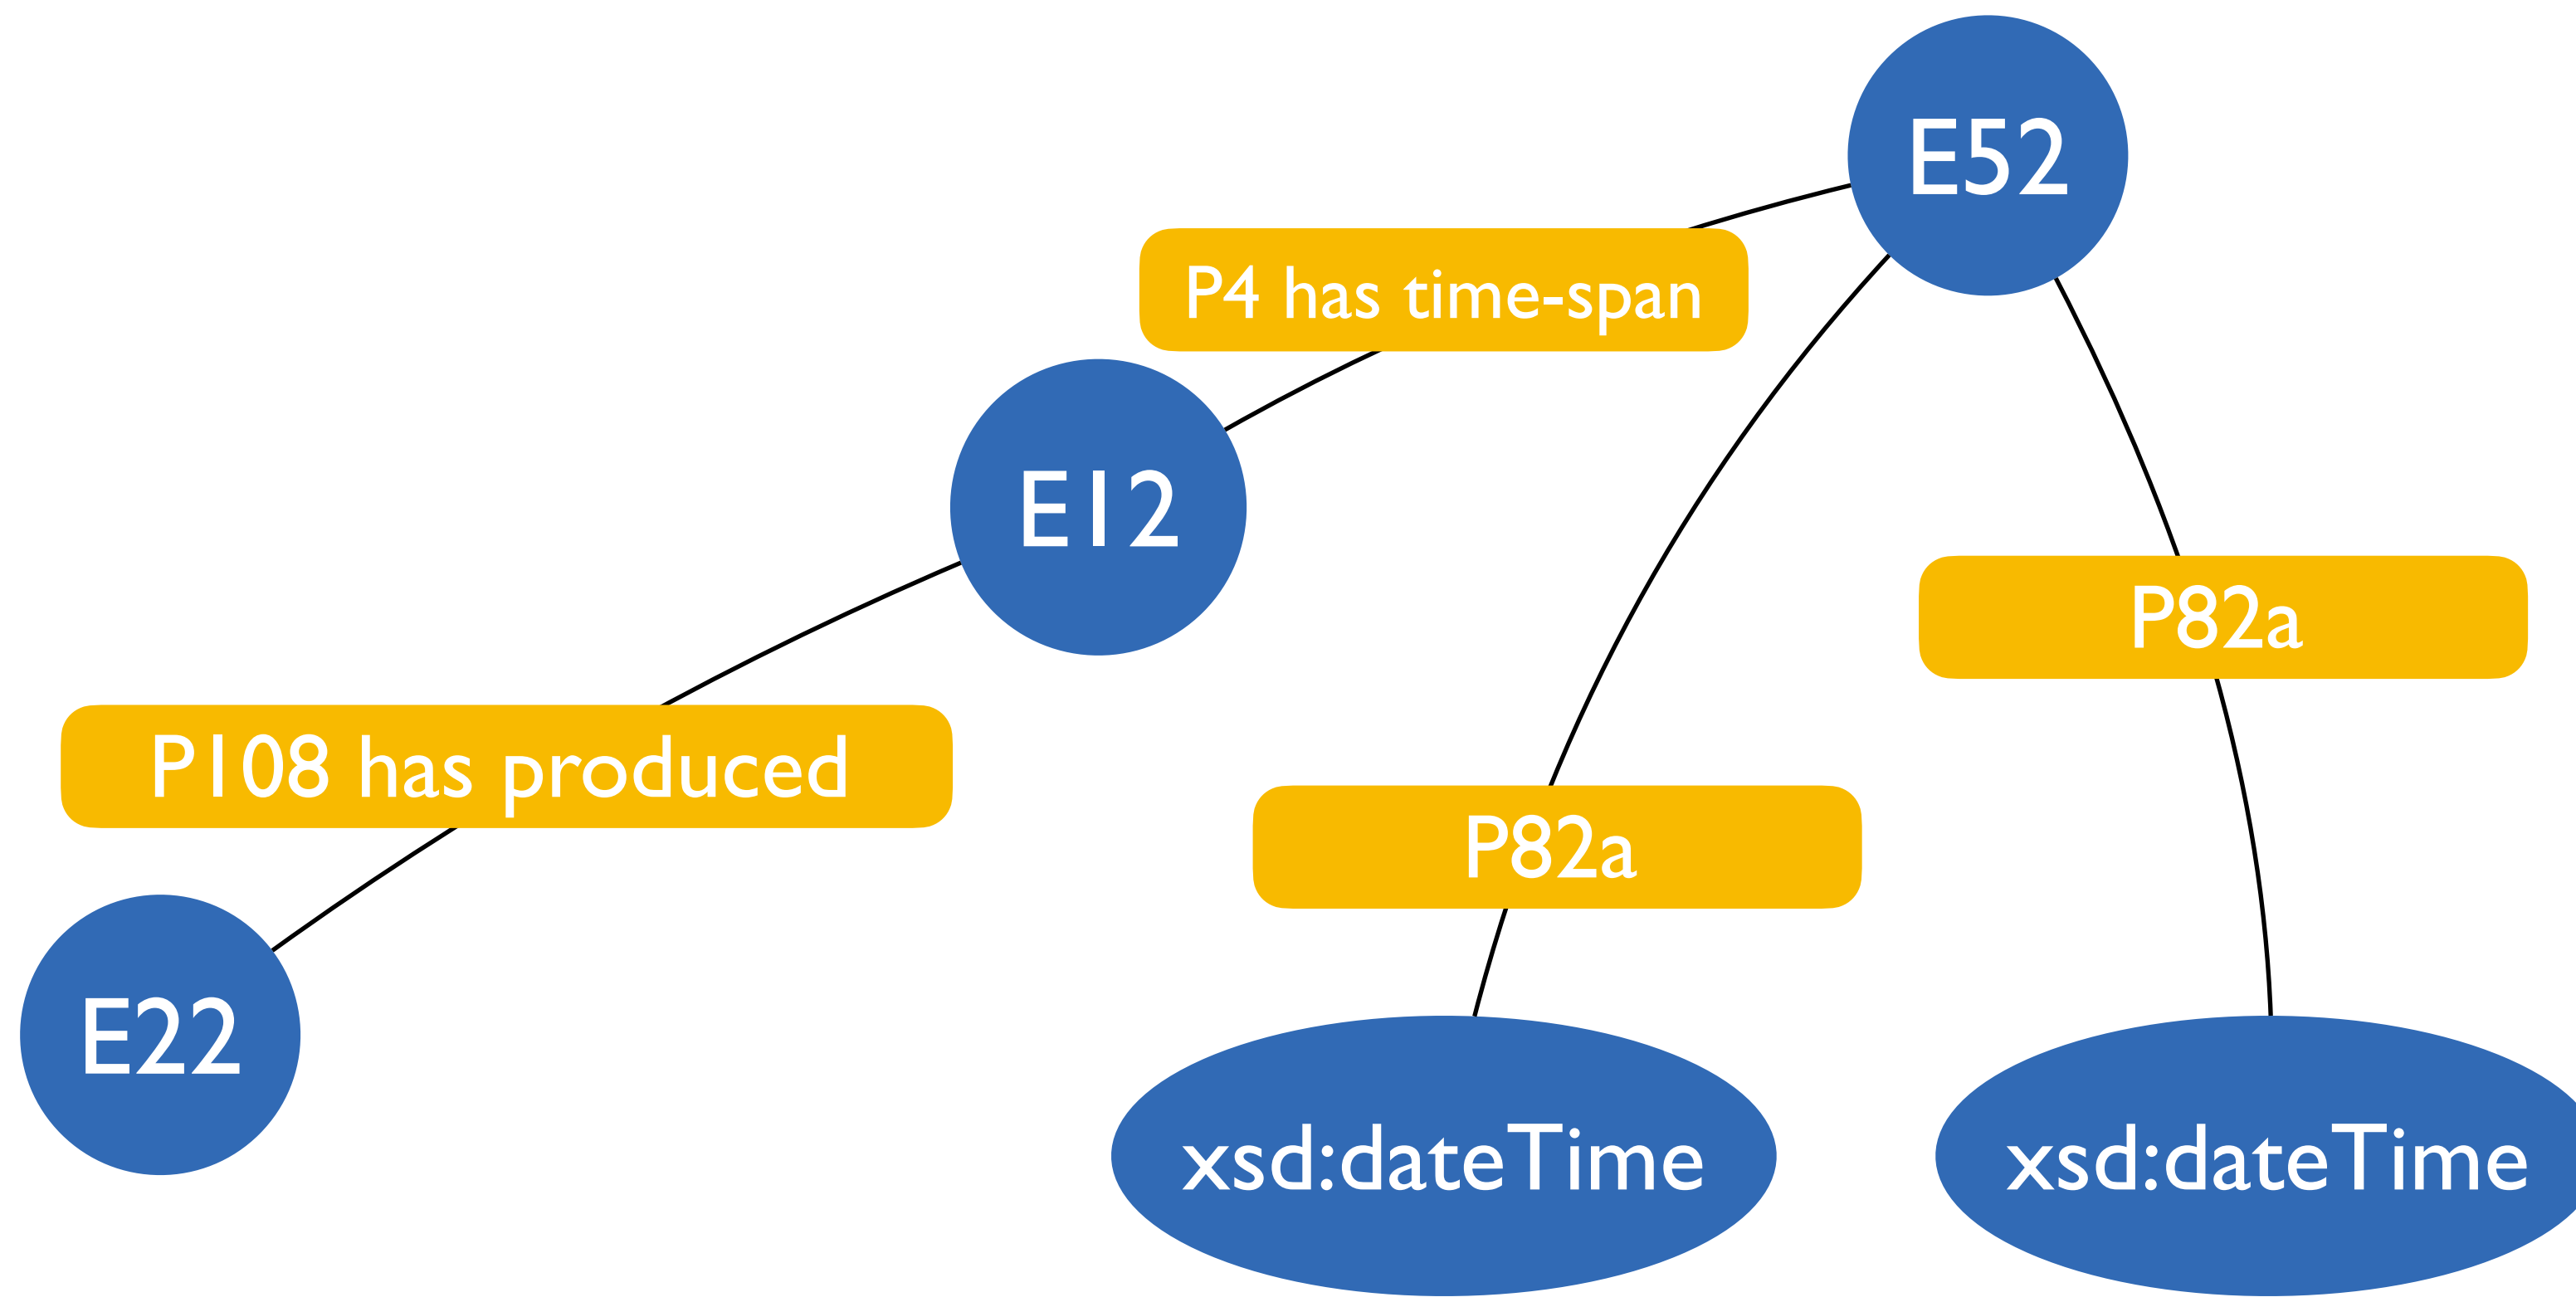 E52
P4 has time-span
E12
P82a
P108 has produced
P82a
E22
xsd:dateTime
xsd:dateTime